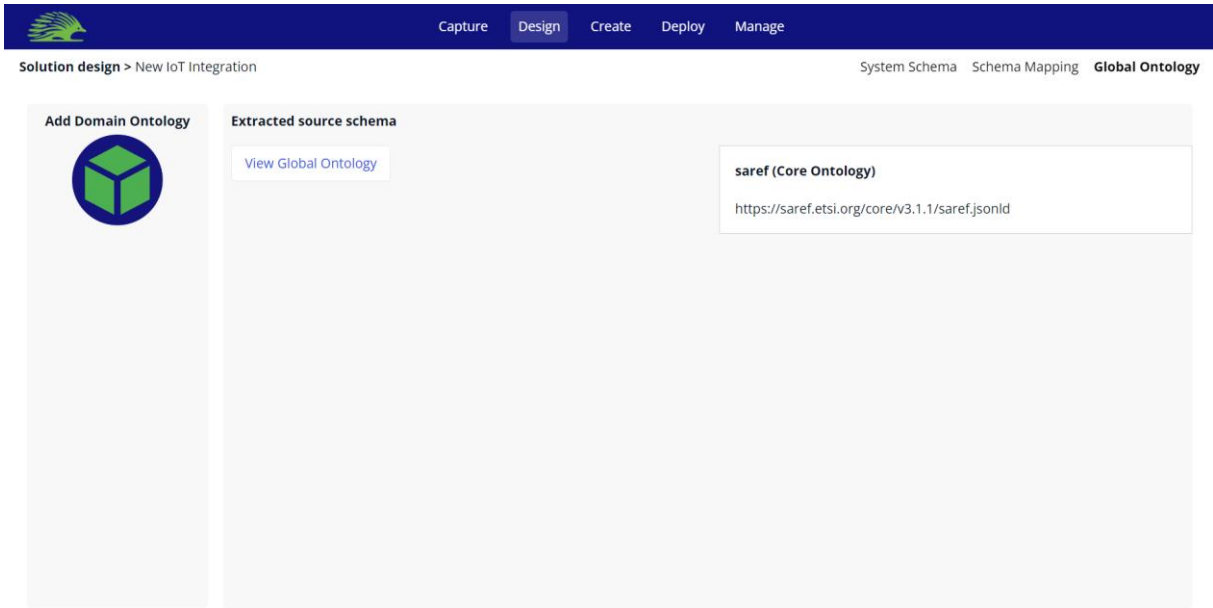 Capture Design Create Deploy Manage
Solution design > New IoT Integration
System Schema Schema Mapping Global Ontology
Add Domain Ontology
Extracted source schema
View Global Ontology
saref (Core Ontology)
https://saref.etsi.org/core/v3.1.1/saref.jsonld